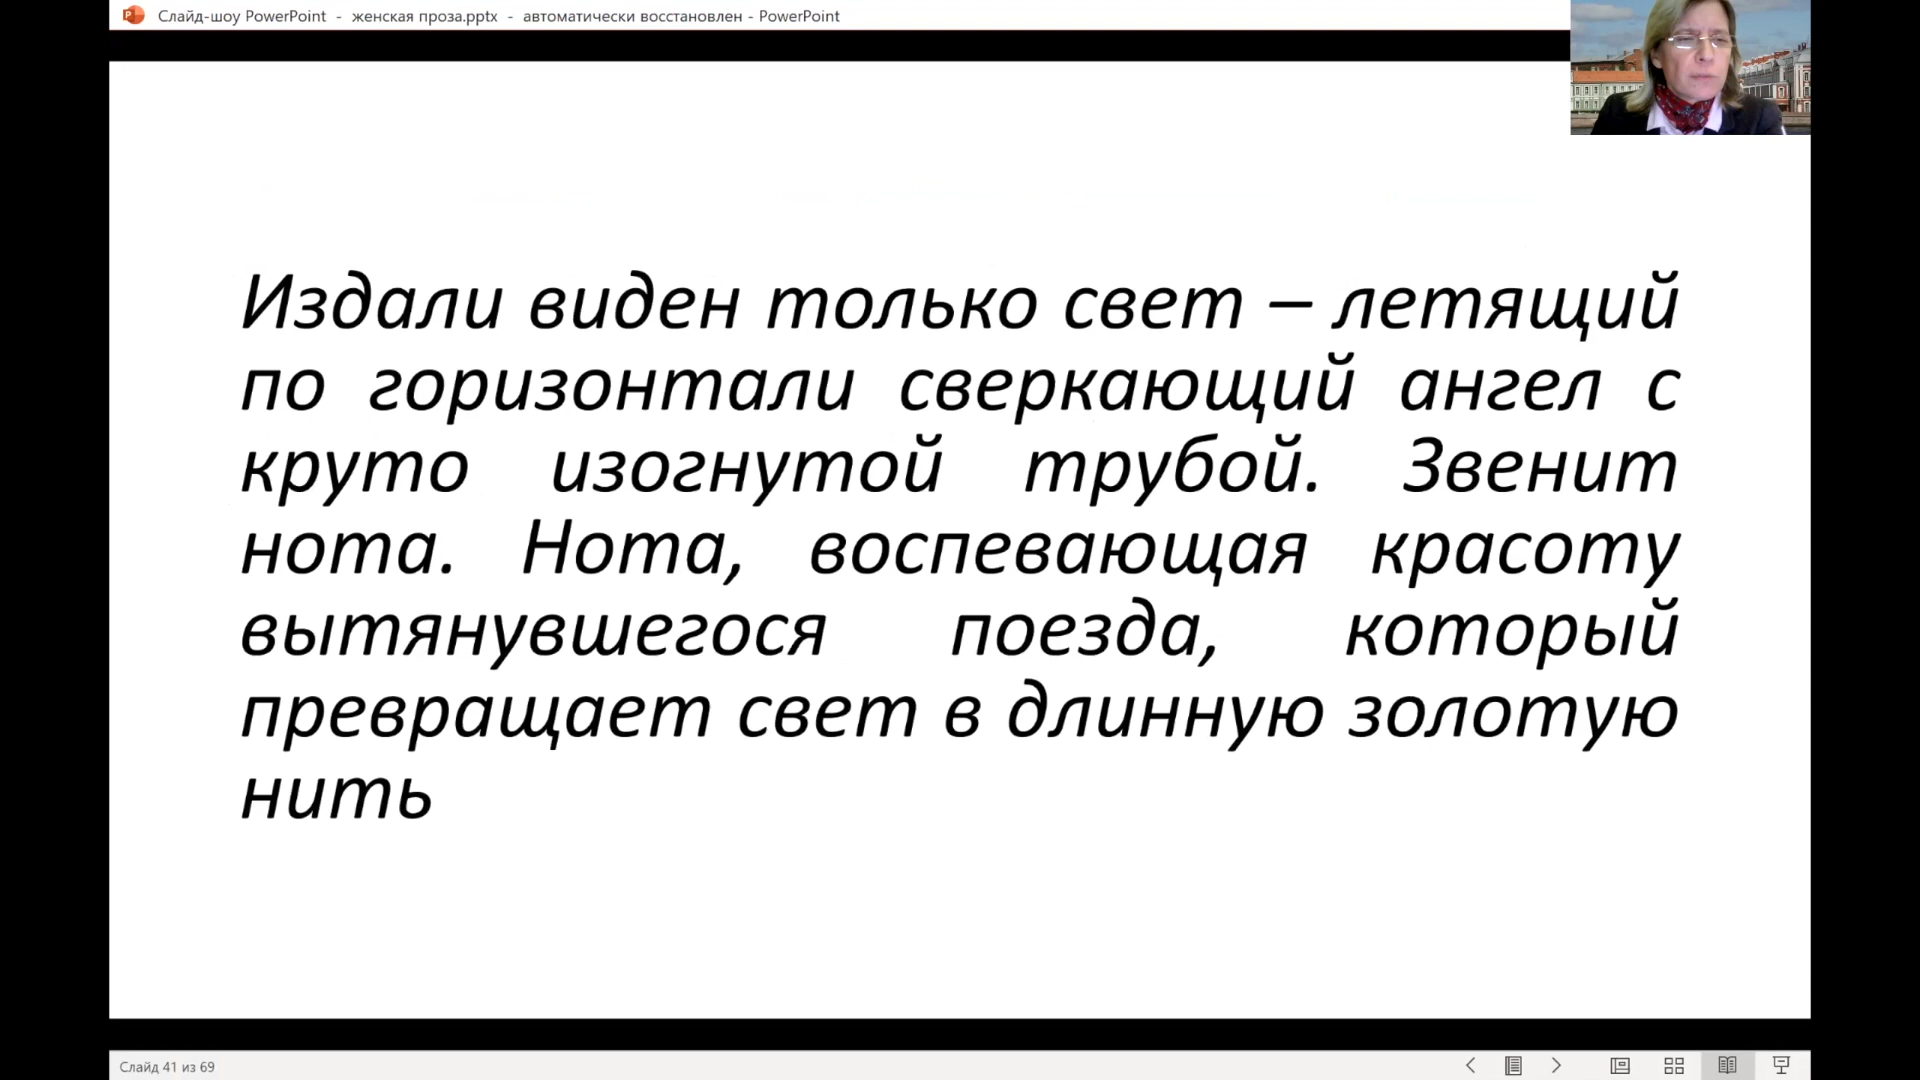 Слайд-шоу PowerPoint - женская проза.pptx - автоматически восстановлен - PowerPoint
Издали виден только свет – летящий
по горизонтали сверкающий ангел с
круто изогнутой трубой. Звенит
нота. Нота, воспевающая красоту
вытянувшегося поезда, который
превращает свет в длинную золотую
нить
Слайд 41 из 69